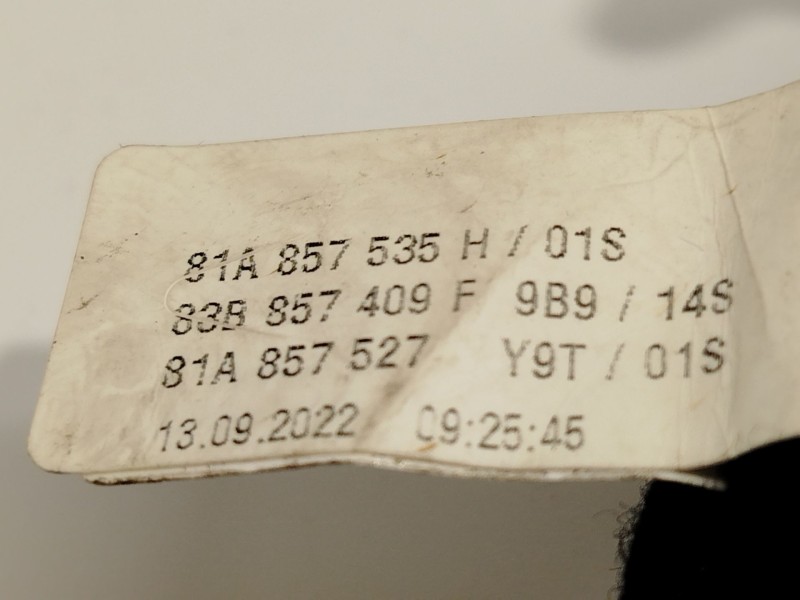 81A 857 535 H / 01S
83B 857 409 F 9B9 / 14S
81A 857 527 Y9T / 01S
13.09.2022 09:25:45